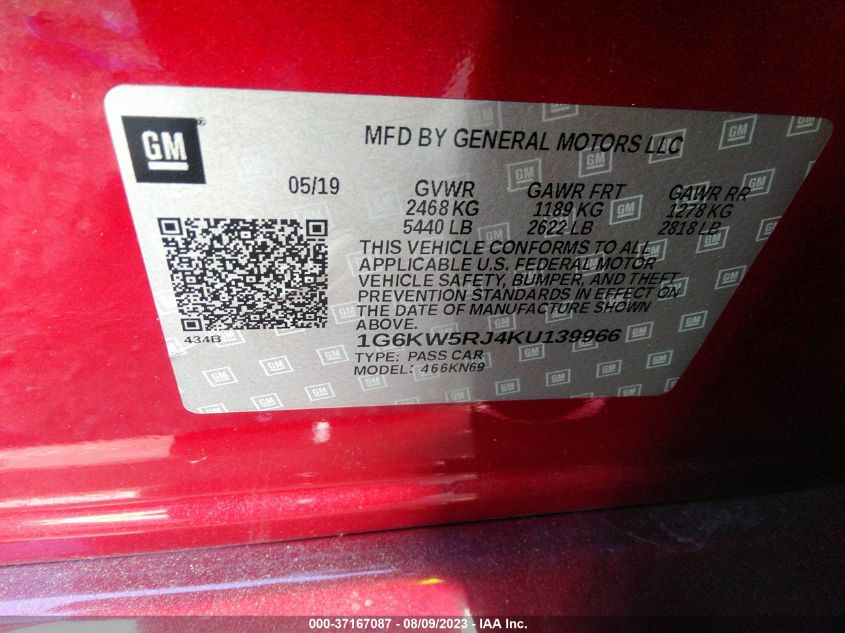 GM
®
MFD BY GENERAL MOTORS LLC
05/19 GVWR GAWR FRT GAWR RR
2468 KG 1189 KG 1278 KG
5440 LB 2622 LB 2818 LB
THIS VEHICLE CONFORMS TO ALL
APPLICABLE U.S. FEDERAL MOTOR
VEHICLE SAFETY, BUMPER, AND THEFT
PREVENTION STANDARDS IN EFFECT ON
THE DATE OF MANUFACTURE SHOWN
ABOVE.
434B
1G6KW5RJ4KU139966
TYPE: PASS CAR
MODEL: 466KN69
000-37167087 - 08/09/2023 - IAA Inc.